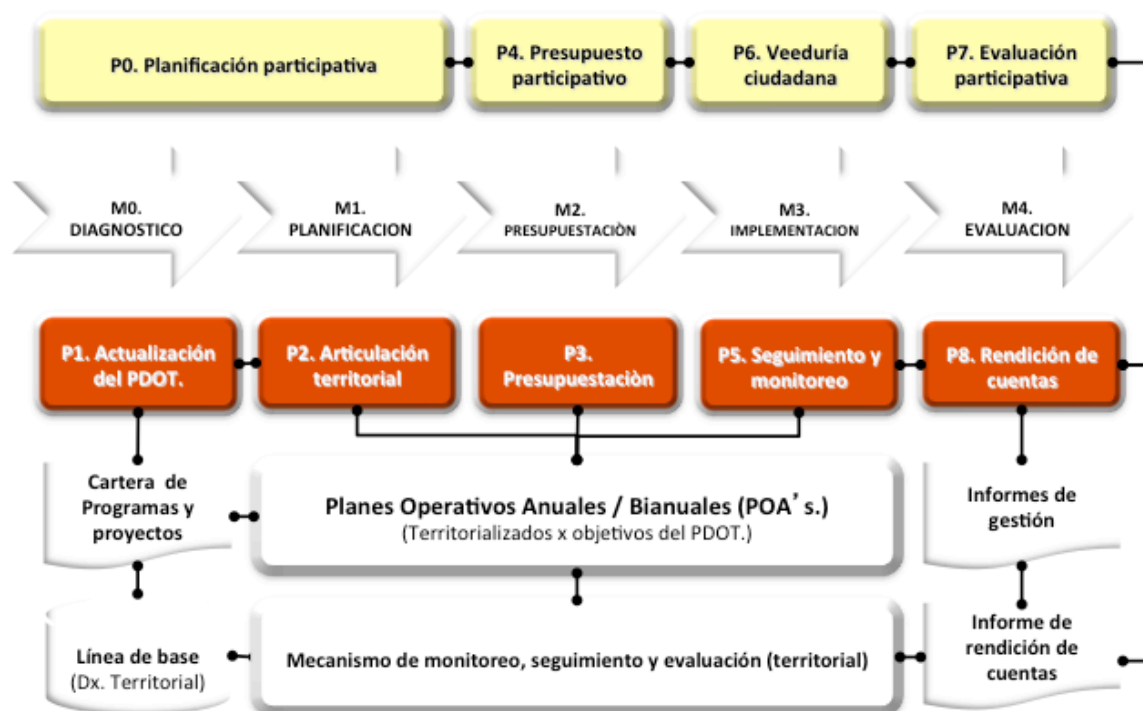 P0. Planificación participativa
P4. Presupuesto
participativo
P6. Veeduría
ciudadana
P7. Evaluación
participativa
M0.
DIAGNOSTICO
M1.
PLANIFICACION
M2.
PRESUPUESTACIÒN
M3.
IMPLEMENTACION
M4.
EVALUACION
P1. Actualización
del PDOT.
P2. Articulación
territorial
P3.
Presupuestaciòn
P5. Seguimiento y
monitoreo
P8. Rendición de
cuentas
Cartera de
Programas y
proyectos
Planes Operativos Anuales / Bianuales (POA's.)
(Territorializados x objetivos del PDOT.)
Informes de
gestión
Línea de base
(Dx. Territorial)
Mecanismo de monitoreo, seguimiento y evaluación (territorial)
Informe de
rendición de
cuentas